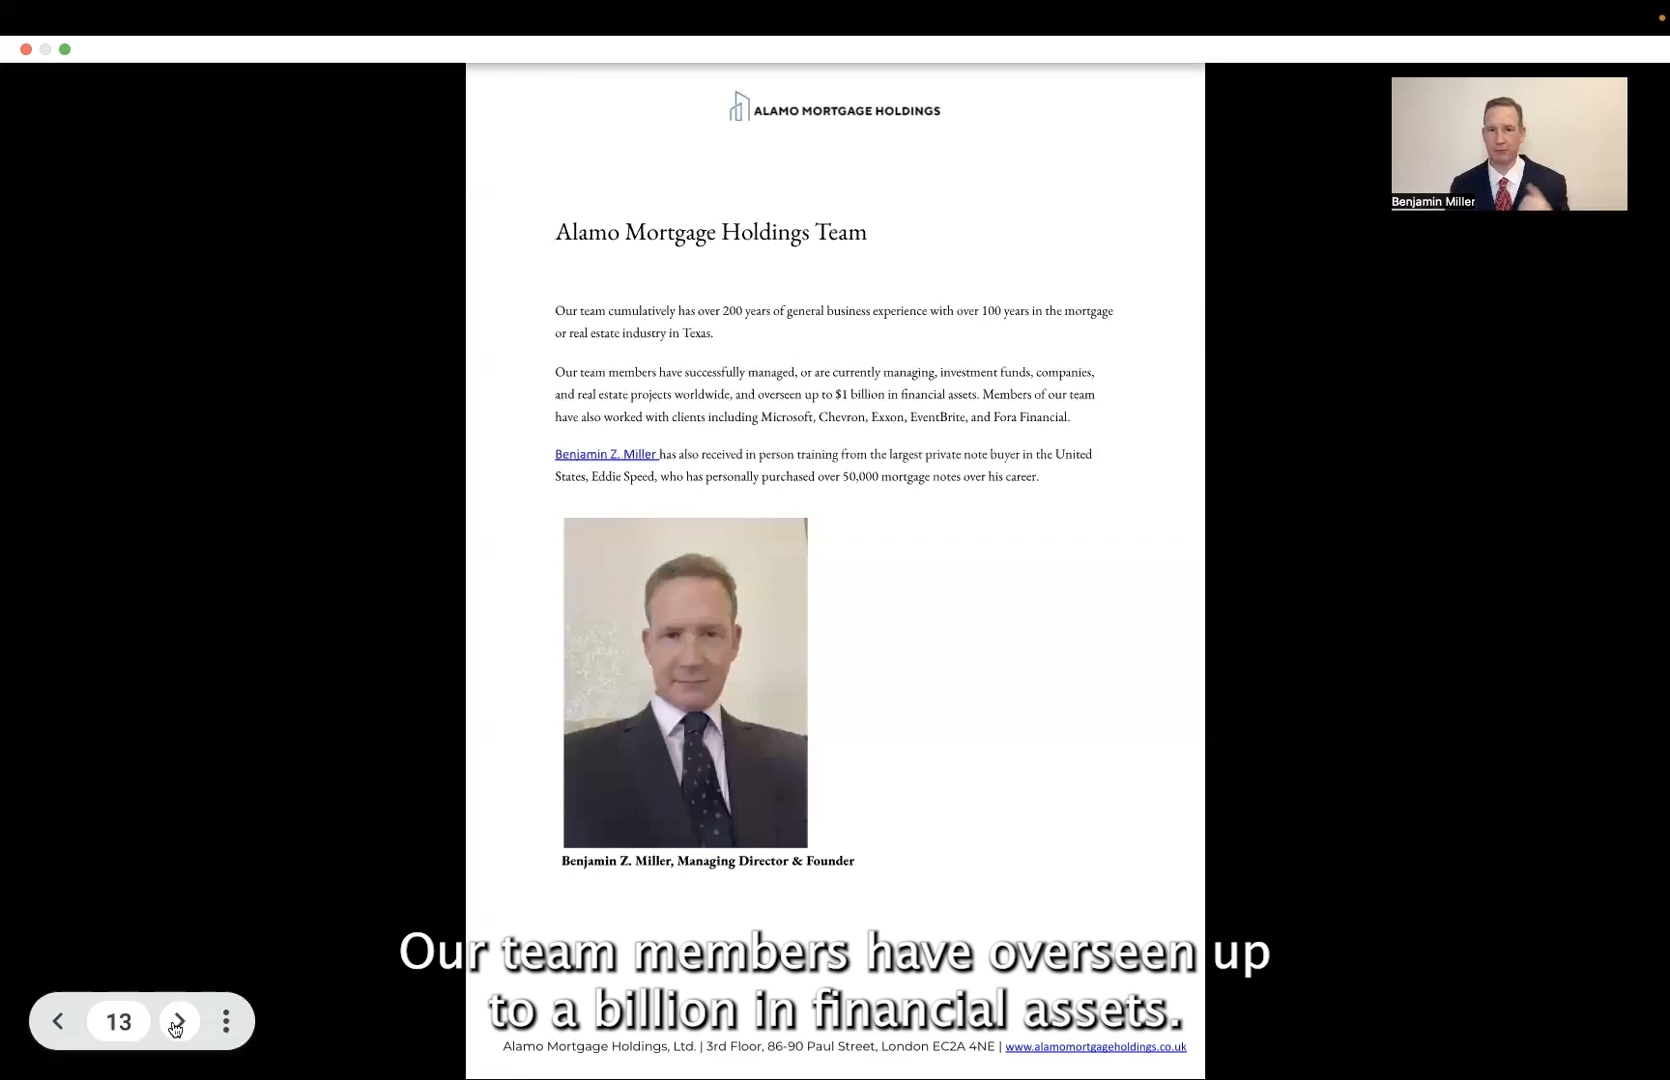 ALAMO MORTGAGE HOLDINGS
Benjamin Miller
Alamo Mortgage Holdings Team
Our team cumulatively has over 200 years of general business experience with over 100 years in the mortgage
or real estate industry in Texas.
Our team members have successfully managed, or are currently managing, investment funds, companies,
and real estate projects worldwide, and overseen up to $1 billion in financial assets. Members of our team
have also worked with clients including Microsoft, Chevron, Exxon, EventBrite, and Fora Financial.
Benjamin Z. Miller has also received in person training from the largest private note buyer in the United
States, Eddie Speed, who has personally purchased over 50,000 mortgage notes over his career.
Benjamin Z. Miller, Managing Director & Founder
Our team members have overseen up
to a billion in financial assets.
13
Alamo Mortgage Holdings, Ltd. | 3rd Floor, 86-90 Paul Street, London EC2A 4NE | www.alamomortgageholdings.co.uk